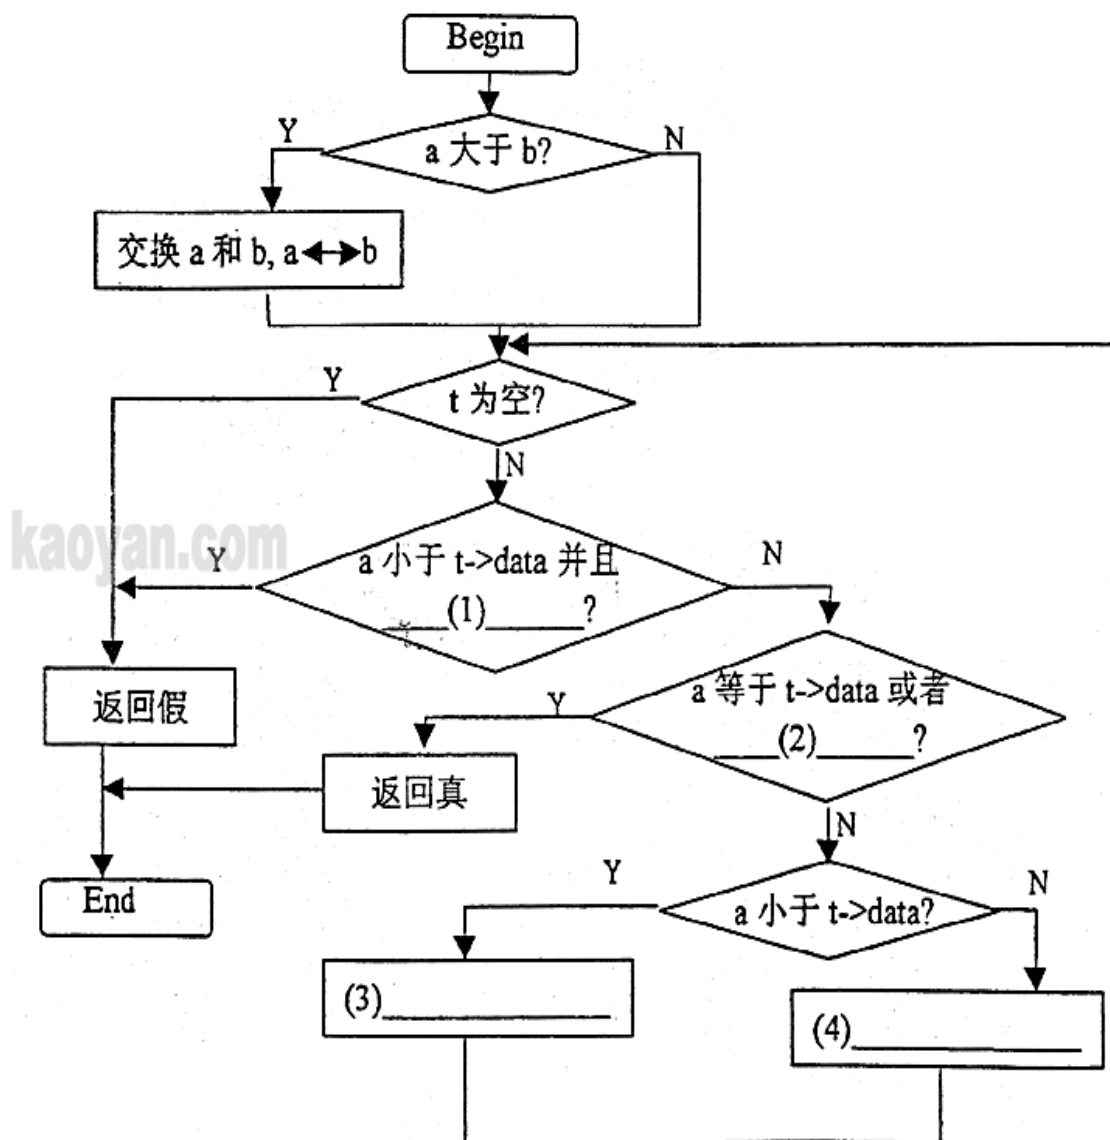 Begin
a 大于 b?
Y
N
交换 a 和 b, a↔b
t 为空?
Y
N
kaoyan.com
a 小于 t->data 并且
(1) ?
Y
N
a 等于 t->data 或者
(2) ?
Y
N
返回假
返回真
End
a 小于 t->data?
Y
N
(3)
(4)